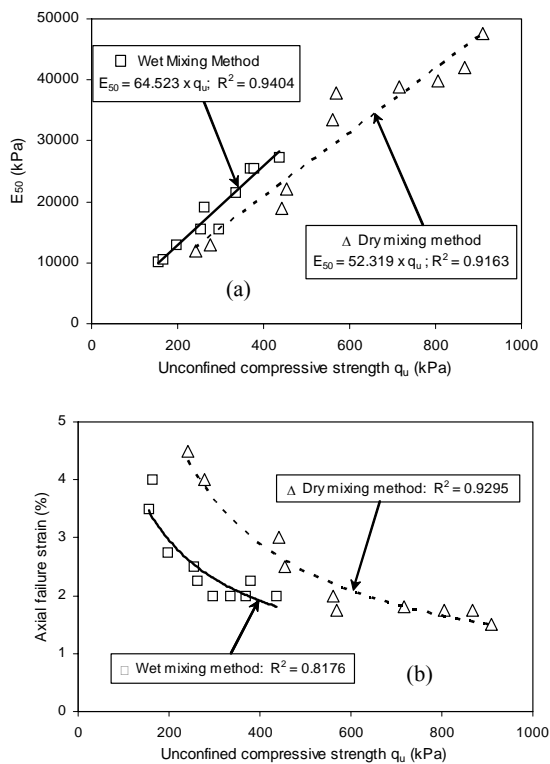 50000
40000
30000
20000
10000
0
E50 (kPa)
□ Wet Mixing Method
E50 = 64.523 x qu; R2 = 0.9404
Δ Dry mixing method
E50 = 52.319 x qu ; R2 = 0.9163
(a)
0 200 400 600 800 1000
Unconfined compressive strength qu (kPa)
5
4
3
2
1
0
Axial failure strain (%)
Δ Dry mixing method: R2 = 0.9295
□ Wet mixing method: R2 = 0.8176
(b)
0 200 400 600 800 1000
Unconfined compressive strength qu (kPa)